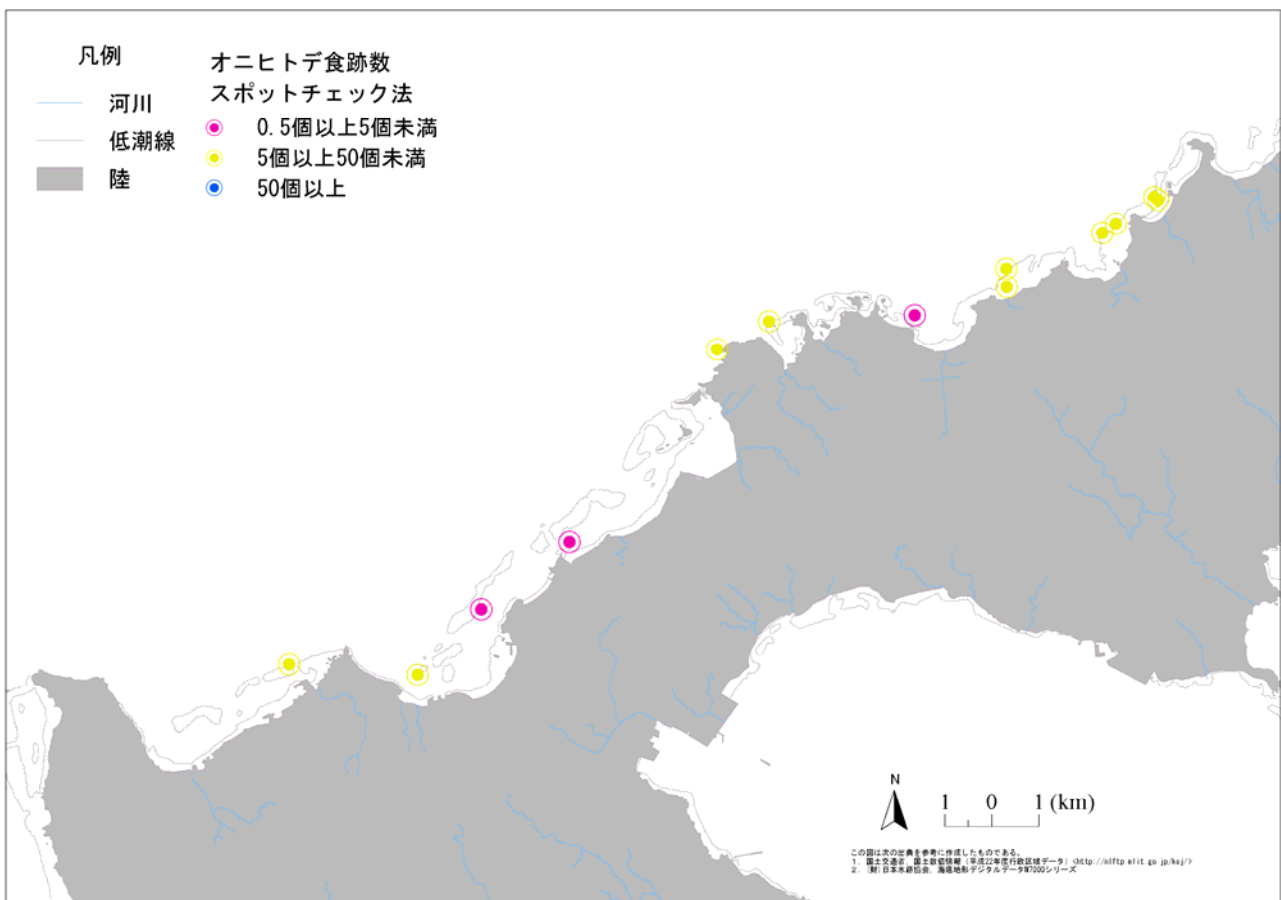 凡例
河川
低潮線
陸
オニヒトデ食跡数
スポットチェック法
0.5個以上5個未満
5個以上50個未満
50個以上
N
1 0 1 (km)
この図は次の出典を参考に作成したものである。
1. 国土交通省, 国土数値情報 (平成22年度行政区域データ) <http://nlftp.mlit.go.jp/ksj/>
2. (財)日本水路協会, 海底地形デジタルデータM7000シリーズ